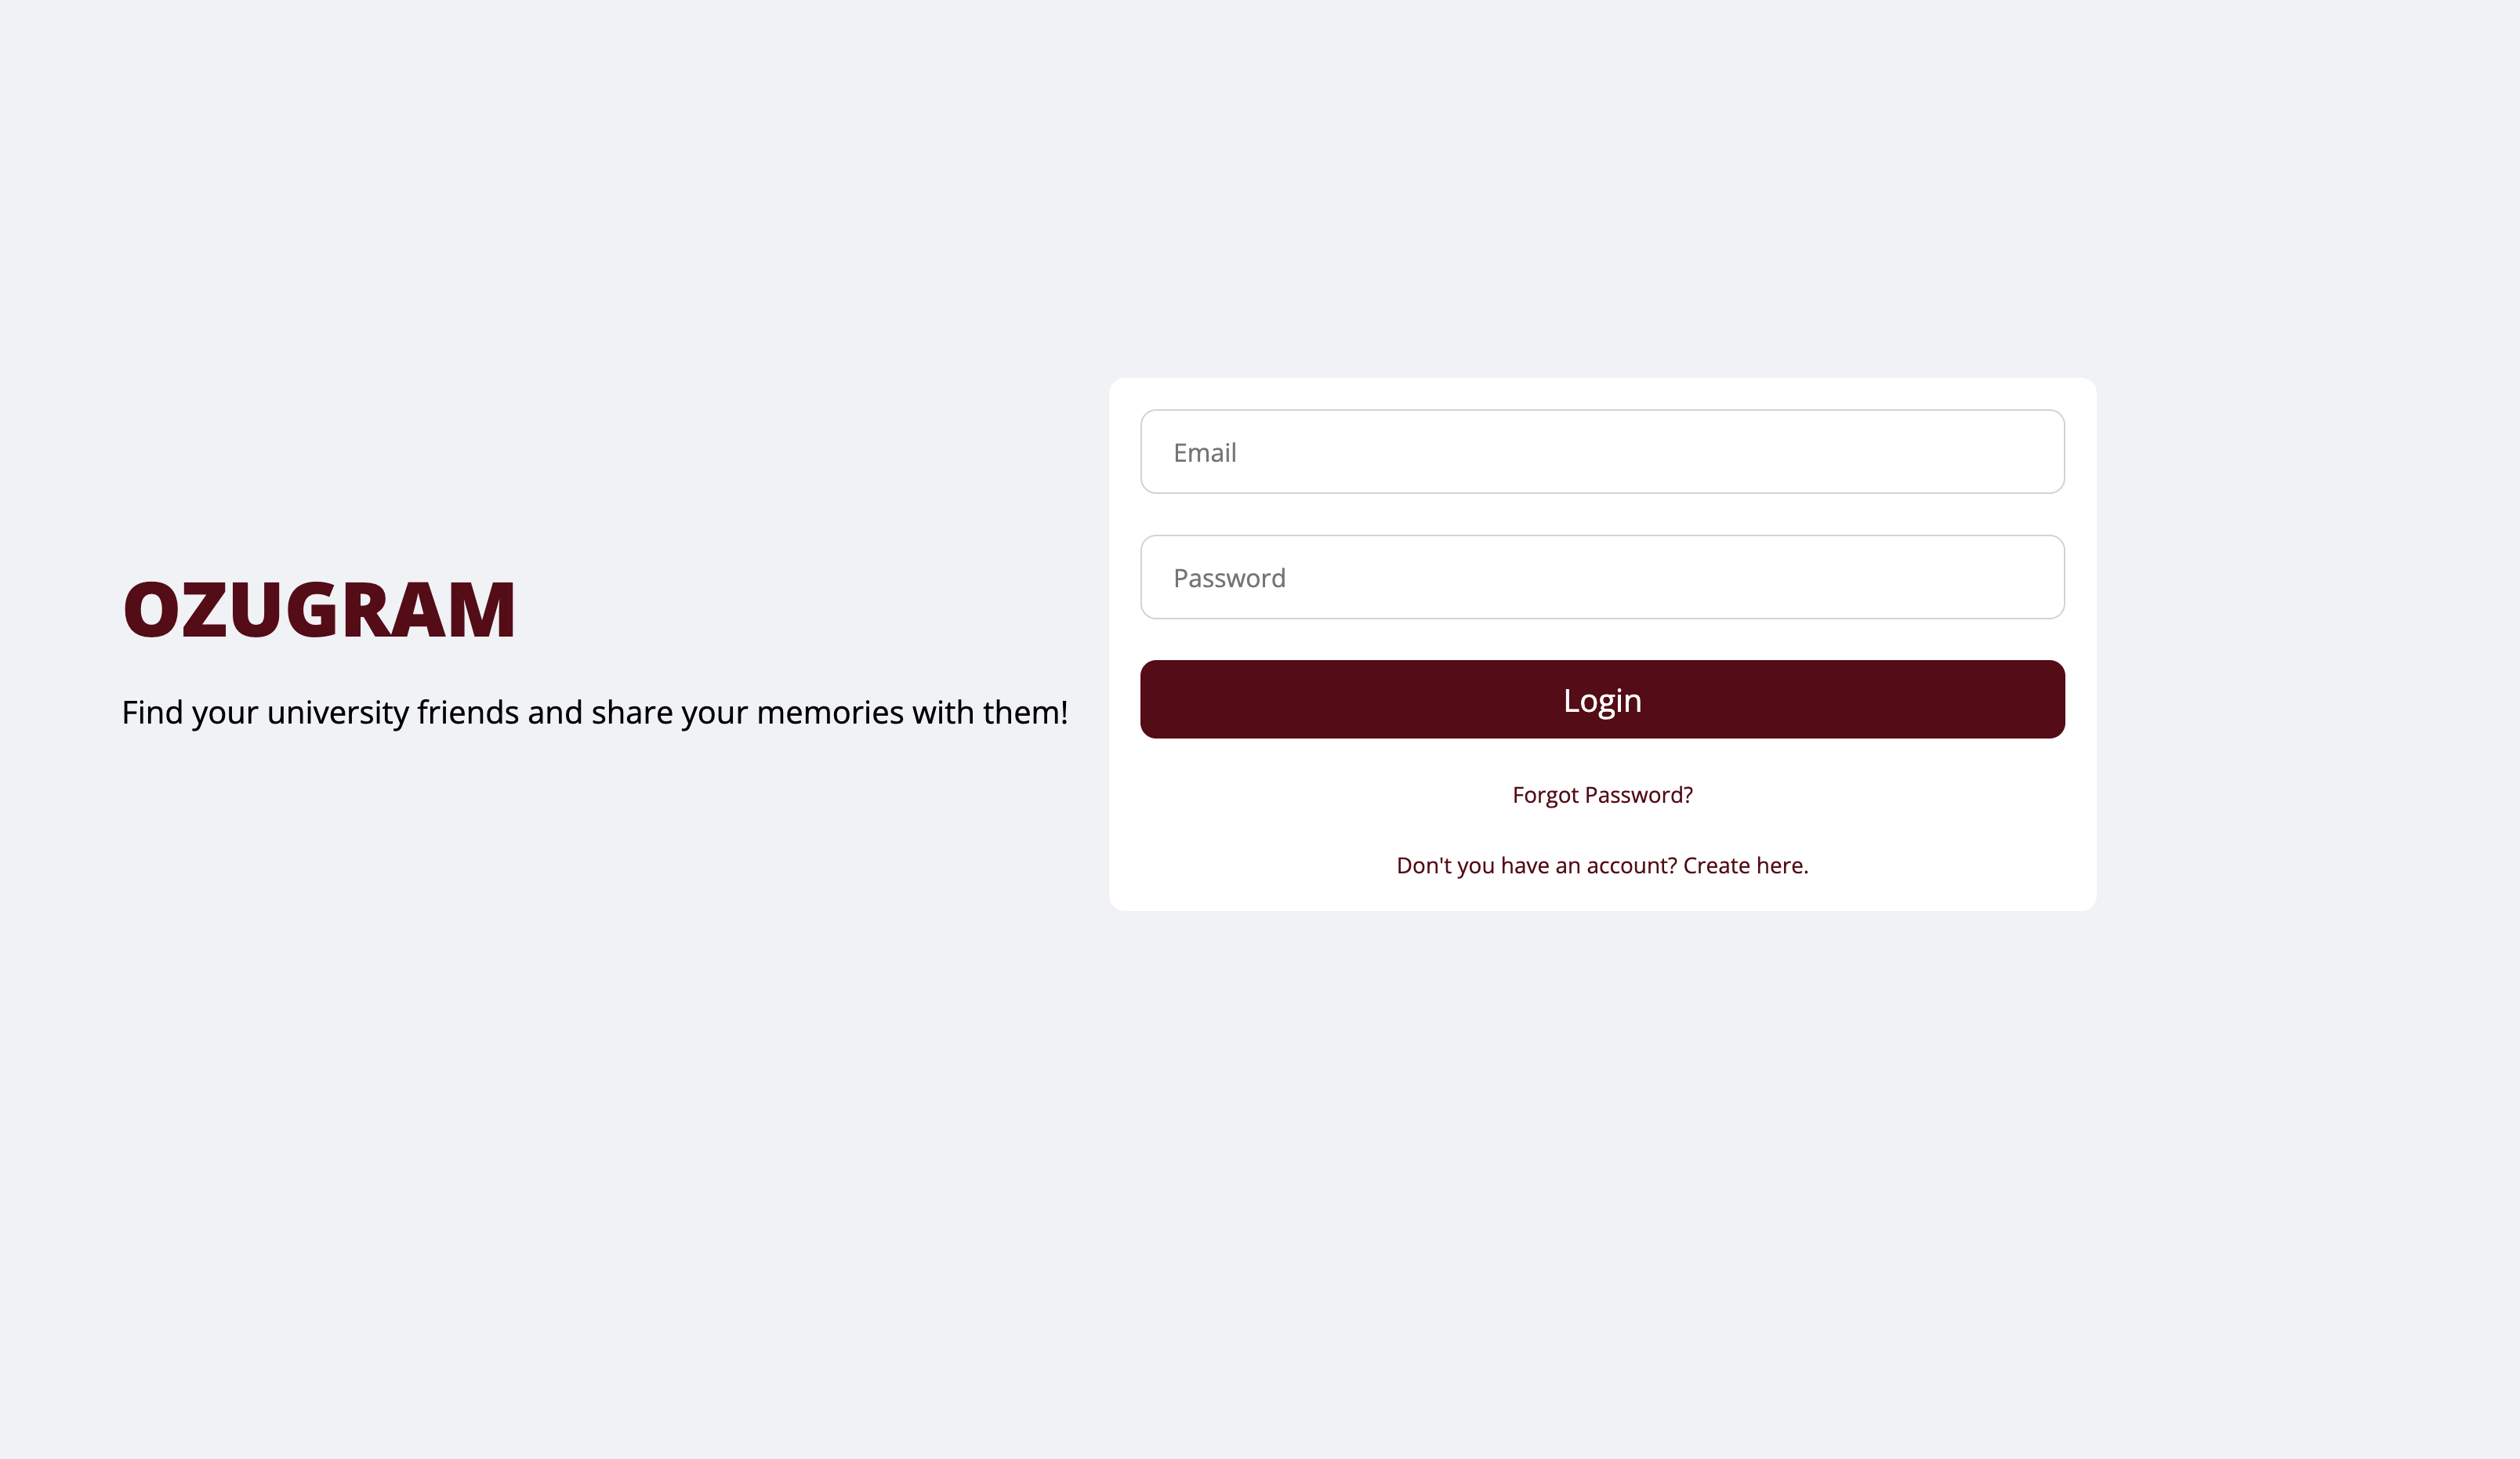 OZUGRAM
Find your university friends and share your memories with them!
Email
Password
Login
Forgot Password?
Don't you have an account? Create here.